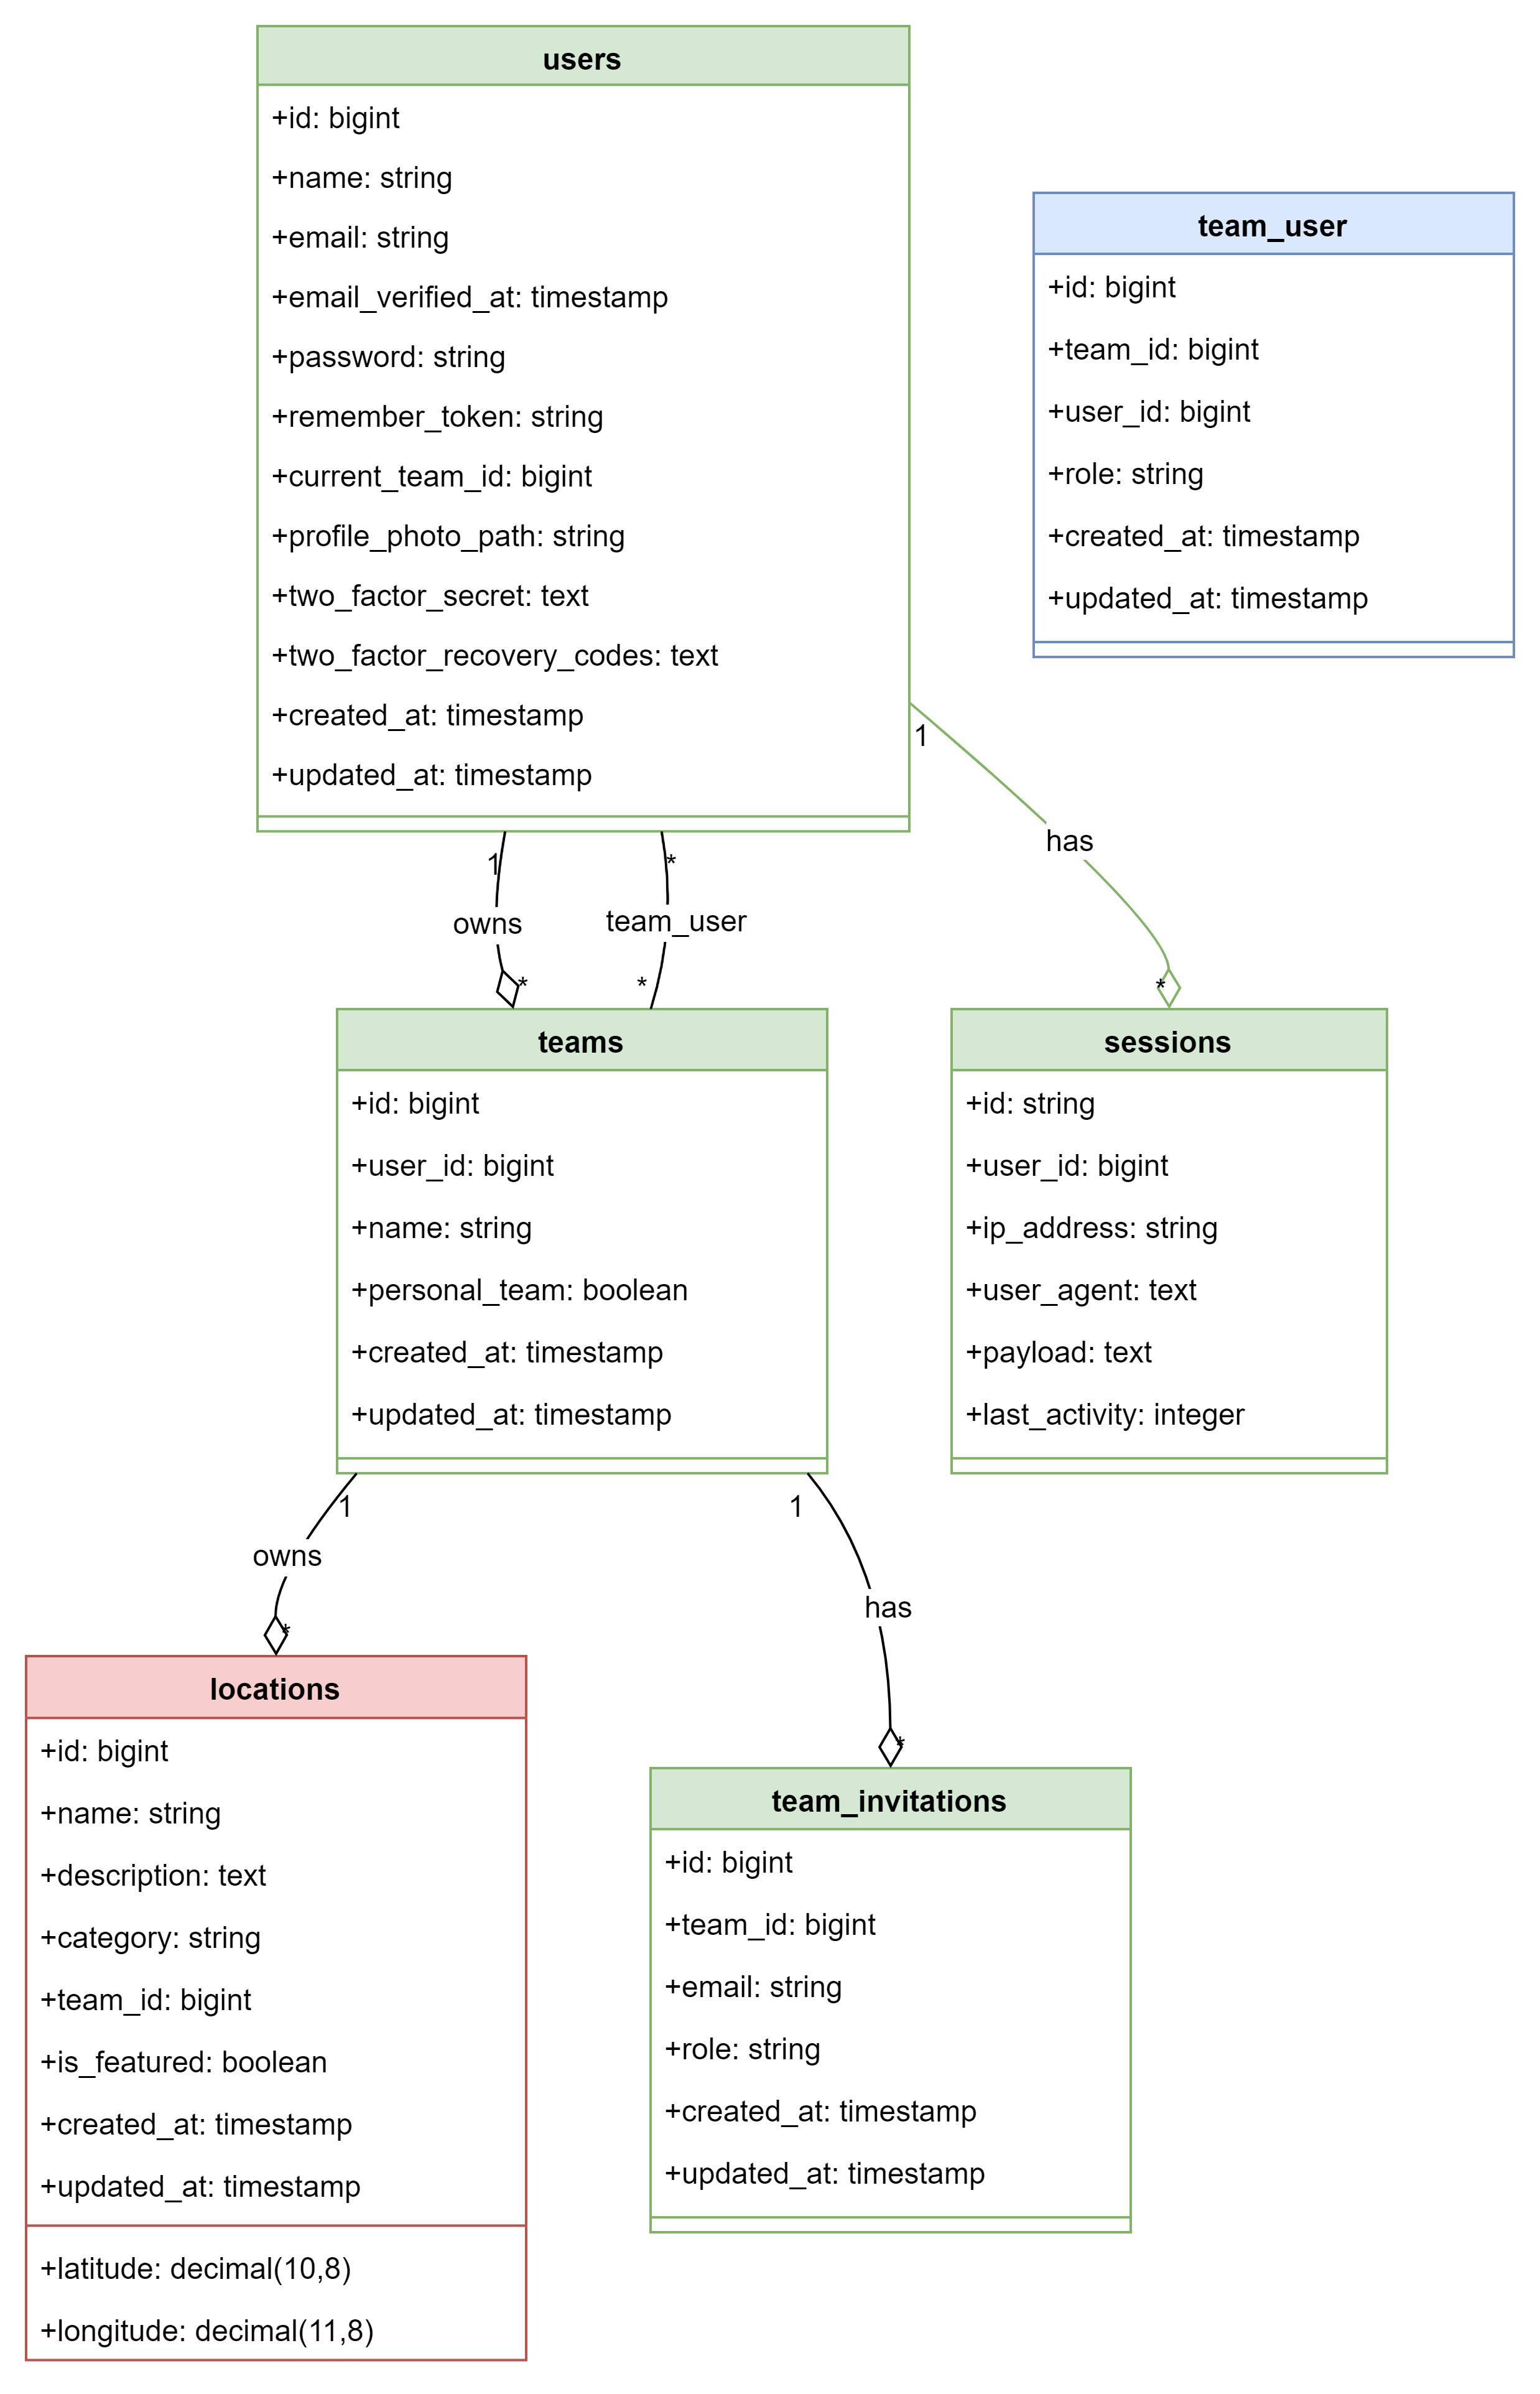 users
+id: bigint
+name: string
+email: string
+email_verified_at: timestamp
+password: string
+remember_token: string
+current_team_id: bigint
+profile_photo_path: string
+two_factor_secret: text
+two_factor_recovery_codes: text
+created_at: timestamp
+updated_at: timestamp
team_user
+id: bigint
+team_id: bigint
+user_id: bigint
+role: string
+created_at: timestamp
+updated_at: timestamp
1
has
*
1
owns
*
*
team_user
*
teams
+id: bigint
+user_id: bigint
+name: string
+personal_team: boolean
+created_at: timestamp
+updated_at: timestamp
sessions
+id: string
+user_id: bigint
+ip_address: string
+user_agent: text
+payload: text
+last_activity: integer
1
owns
*
1
has
*
locations
+id: bigint
+name: string
+description: text
+category: string
+team_id: bigint
+is_featured: boolean
+created_at: timestamp
+updated_at: timestamp
+latitude: decimal(10,8)
+longitude: decimal(11,8)
team_invitations
+id: bigint
+team_id: bigint
+email: string
+role: string
+created_at: timestamp
+updated_at: timestamp